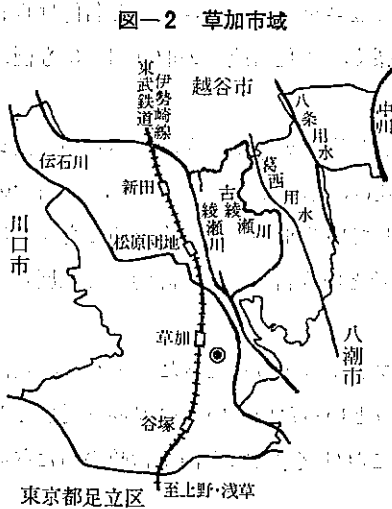 図―2 草加市域
東武鉄道
伊勢崎線
越谷市
八条用水
中川
伝石川
新田
古綾瀬川
綾瀬川
葛西用水
川口市
松原団地
草加
八潮市
谷塚
東京都足立区
至上野・浅草